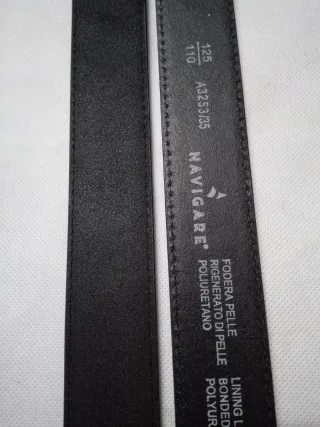 125
110
A3253/35
NAVIGARE®
FODERA PELLE
RIGENERATO DI PELLE
POLIURETANO
LINING L
BONDED
POLYUR